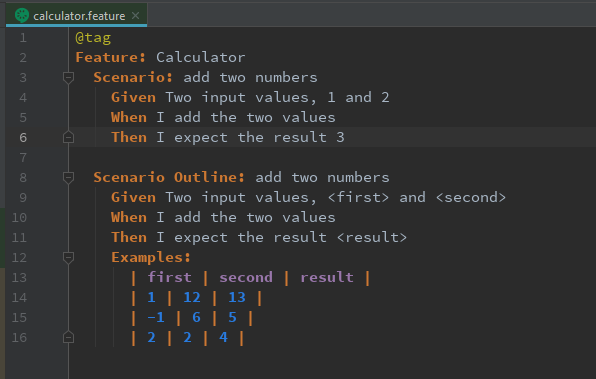 calculator.feature
1 @tag
2 Feature: Calculator
3 Scenario: add two numbers
4 Given Two input values, 1 and 2
5 When I add the two values
6 Then I expect the result 3
7
8 Scenario Outline: add two numbers
9 Given Two input values, <first> and <second>
10 When I add the two values
11 Then I expect the result <result>
12 Examples:
13 | first | second | result |
14 | 1 | 12 | 13 |
15 | -1 | 6 | 5 |
16 | 2 | 2 | 4 |